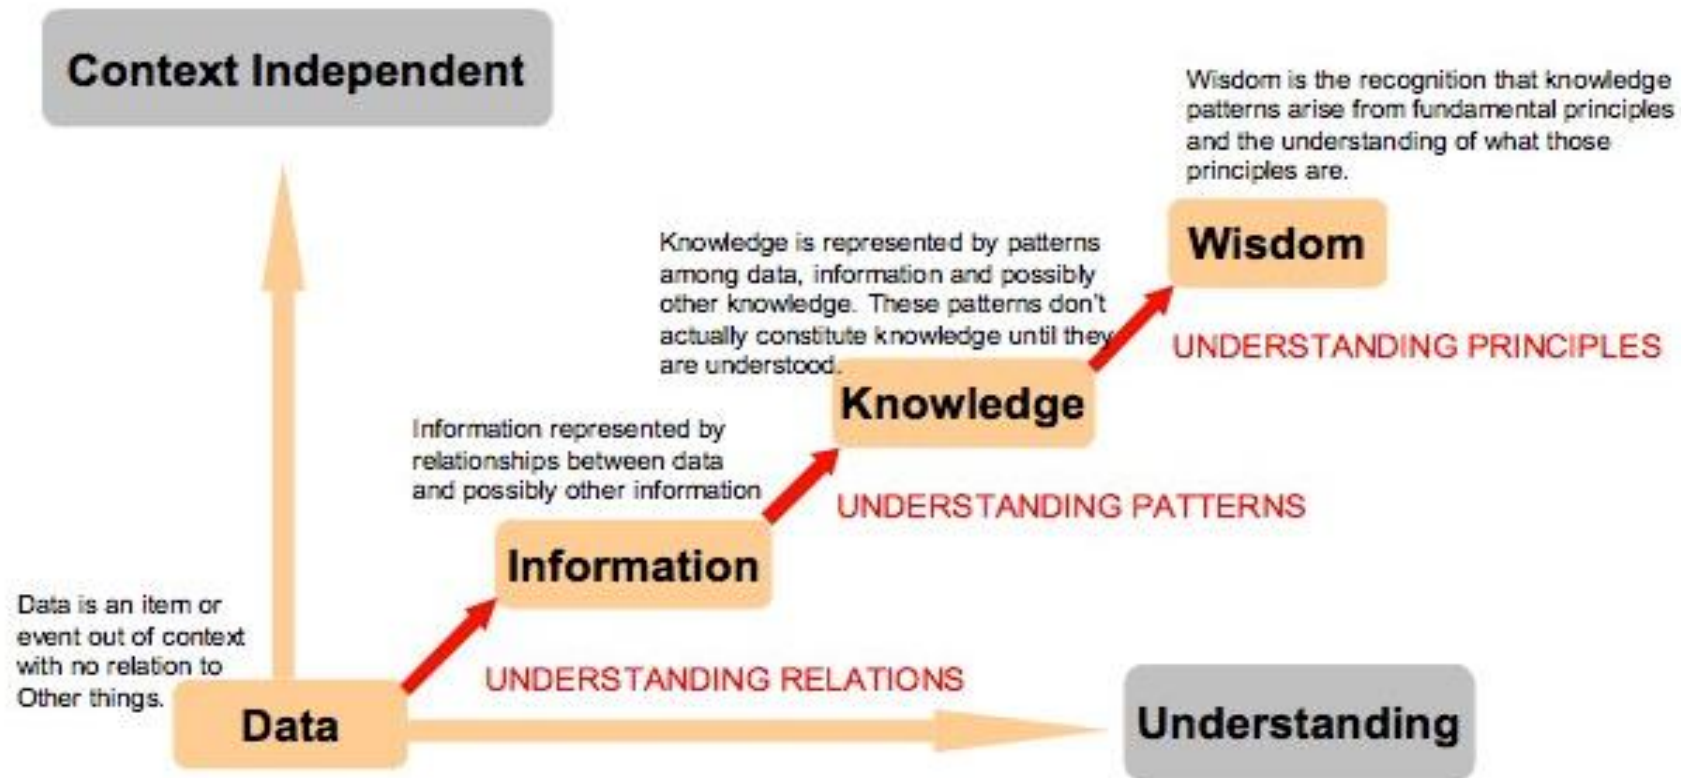 Context Independent
Wisdom is the recognition that knowledge
patterns arise from fundamental principles
and the understanding of what those
principles are.
Wisdom
Knowledge is represented by patterns
among data, information and possibly
other knowledge. These patterns don't
actually constitute knowledge until they
are understood.
UNDERSTANDING PRINCIPLES
Knowledge
Information represented by
relationships between data
and possibly other information
UNDERSTANDING PATTERNS
Information
Data is an item or
event out of context
with no relation to
Other things.
UNDERSTANDING RELATIONS
Data
Understanding